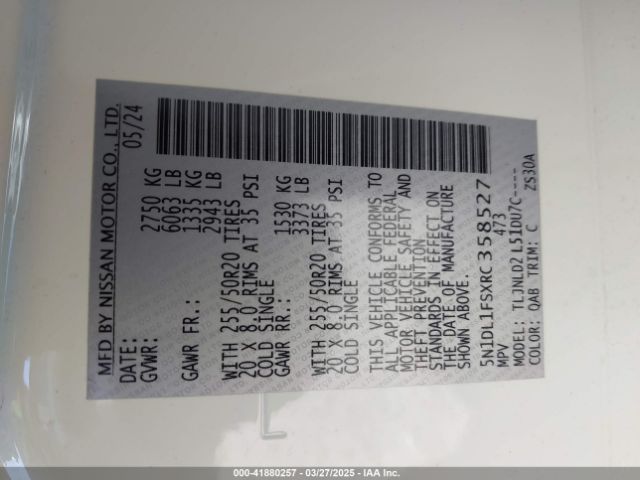 MFD BY NISSAN MOTOR CO., LTD.
DATE: 05/24
GVWR: 2750 KG
6063 LB
GAWR FR.: 1335 KG
2943 LB
WITH 255/50R20 TIRES
20 X 8.0 RIMS AT 35 PSI
COLD SINGLE
GAWR RR.: 1530 KG
3373 LB
WITH 255/50R20 TIRES
20 X 8.0 RIMS AT 35 PSI
COLD SINGLE
THIS VEHICLE CONFORMS TO
ALL APPLICABLE FEDERAL
MOTOR VEHICLE SAFETY AND
THEFT PREVENTION
STANDARDS IN EFFECT ON
THE DATE OF MANUFACTURE
SHOWN ABOVE.
5N1DL1FSXRC358527
MPV 473
MODEL: TLJNLD2 L51DU7C----
COLOR: QAB TRIM: C ZS30A
000-41880257 - 03/27/2025 - IAA Inc.